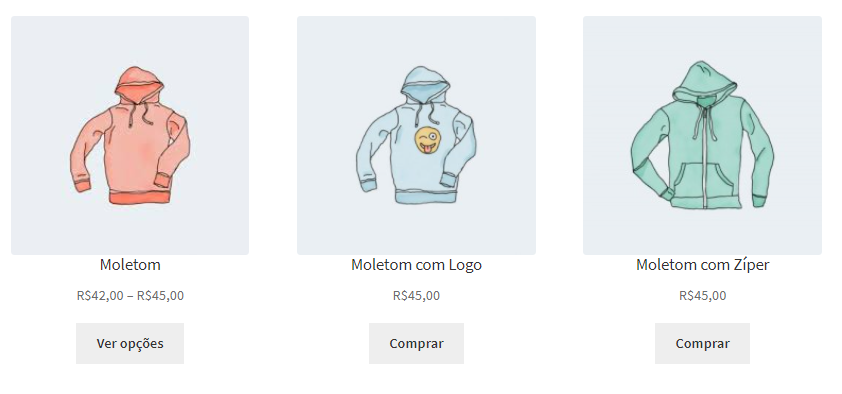 Moletom
R$42,00 – R$45,00
Ver opções
Moletom com Logo
R$45,00
Comprar
Moletom com Zíper
R$45,00
Comprar